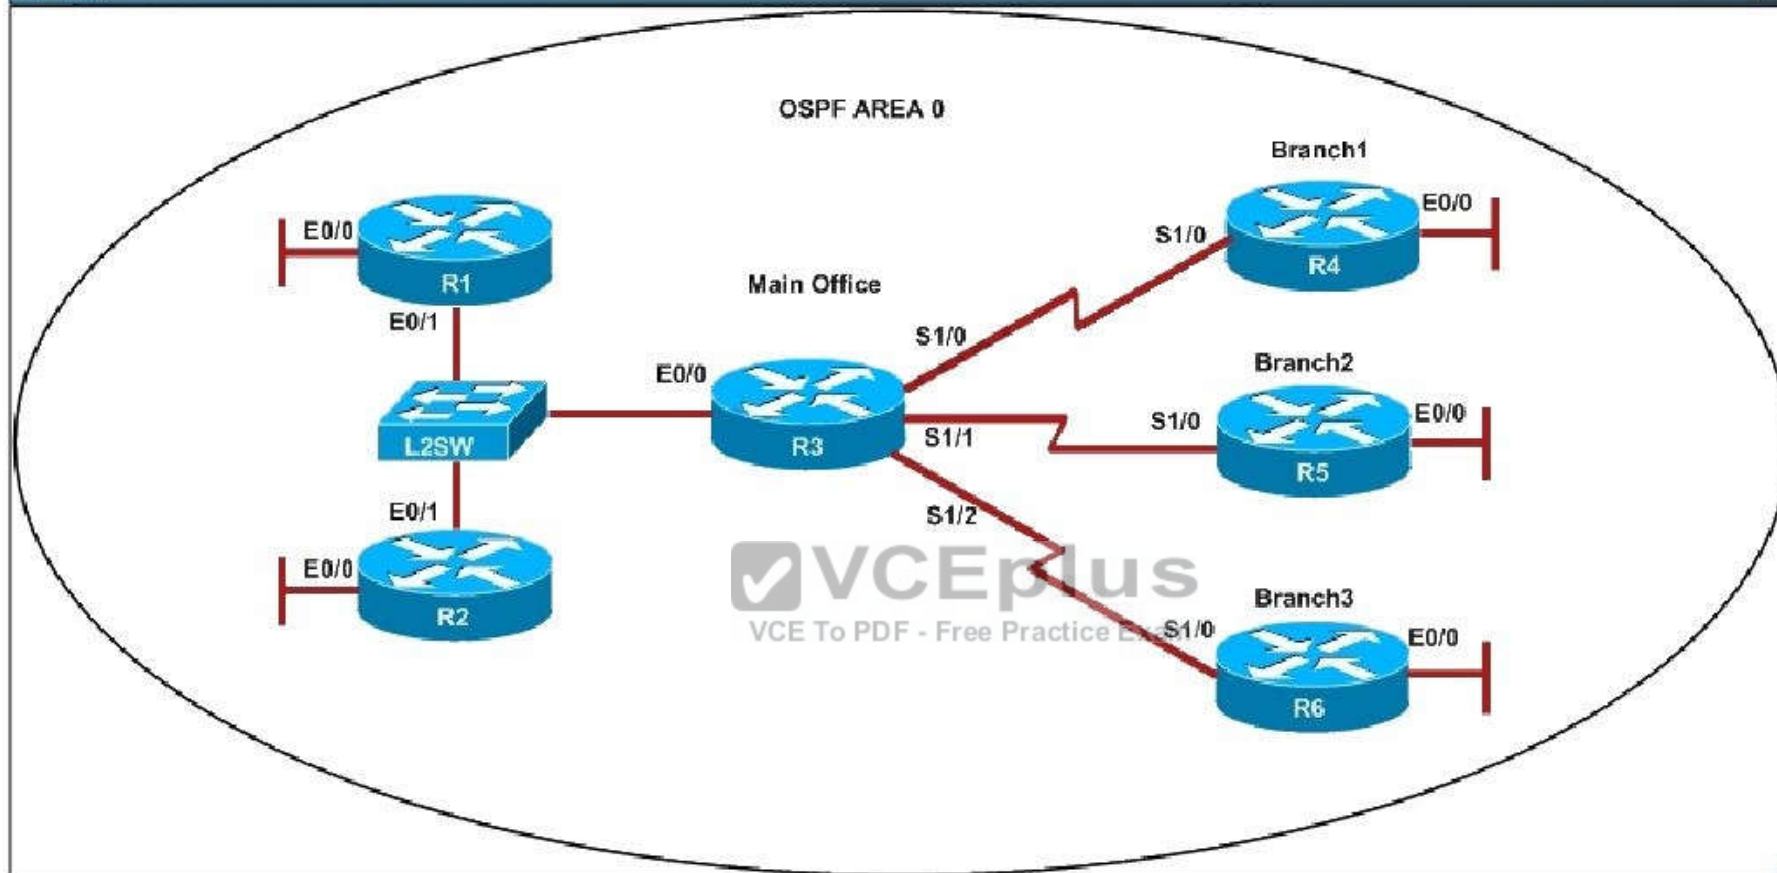 OSPF AREA 0
Branch1
E0/0
E0/0
S1/0
R1
R4
Main Office
E0/1
S1/0
Branch2
E0/0
E0/0
S1/0
L2SW
R3
S1/1
R5
E0/1
S1/2
E0/0
VCEplus
R2
Branch3
VCE To PDF - Free Practice Exam
S1/0
E0/0
R6